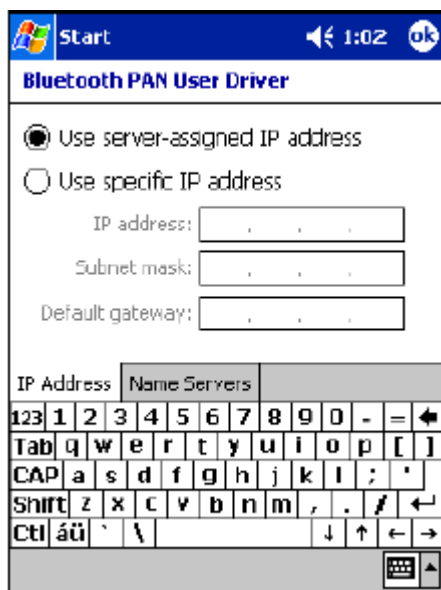 Start 1:02 ok
Bluetooth PAN User Driver
Use server-assigned IP address
Use specific IP address
IP address: . . .
Subnet mask: . . .
Default gateway: . . .
IP Address Name Servers
123 1 2 3 4 5 6 7 8 9 0 - = ←
Tab q w e r t y u i o p [ ]
CAP a s d f g h j k l ; '
Shift z x c v b n m , . / ↵
Ctl áü ` \ ↓ ↑ ← →